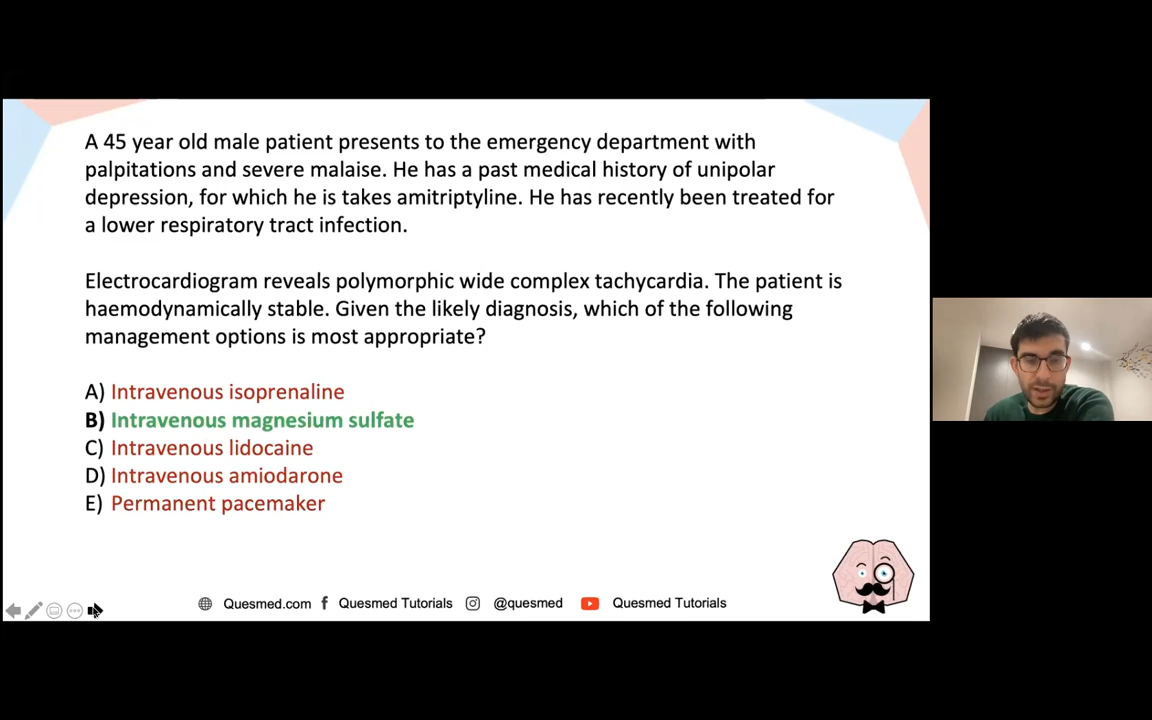 A 45 year old male patient presents to the emergency department with
palpitations and severe malaise. He has a past medical history of unipolar
depression, for which he is takes amitriptyline. He has recently been treated for
a lower respiratory tract infection.
Electrocardiogram reveals polymorphic wide complex tachycardia. The patient is
haemodynamically stable. Given the likely diagnosis, which of the following
management options is most appropriate?
A) Intravenous isoprenaline
B) Intravenous magnesium sulfate
C) Intravenous lidocaine
D) Intravenous amiodarone
E) Permanent pacemaker
Quesmed.com f Quesmed Tutorials @quesmed Quesmed Tutorials